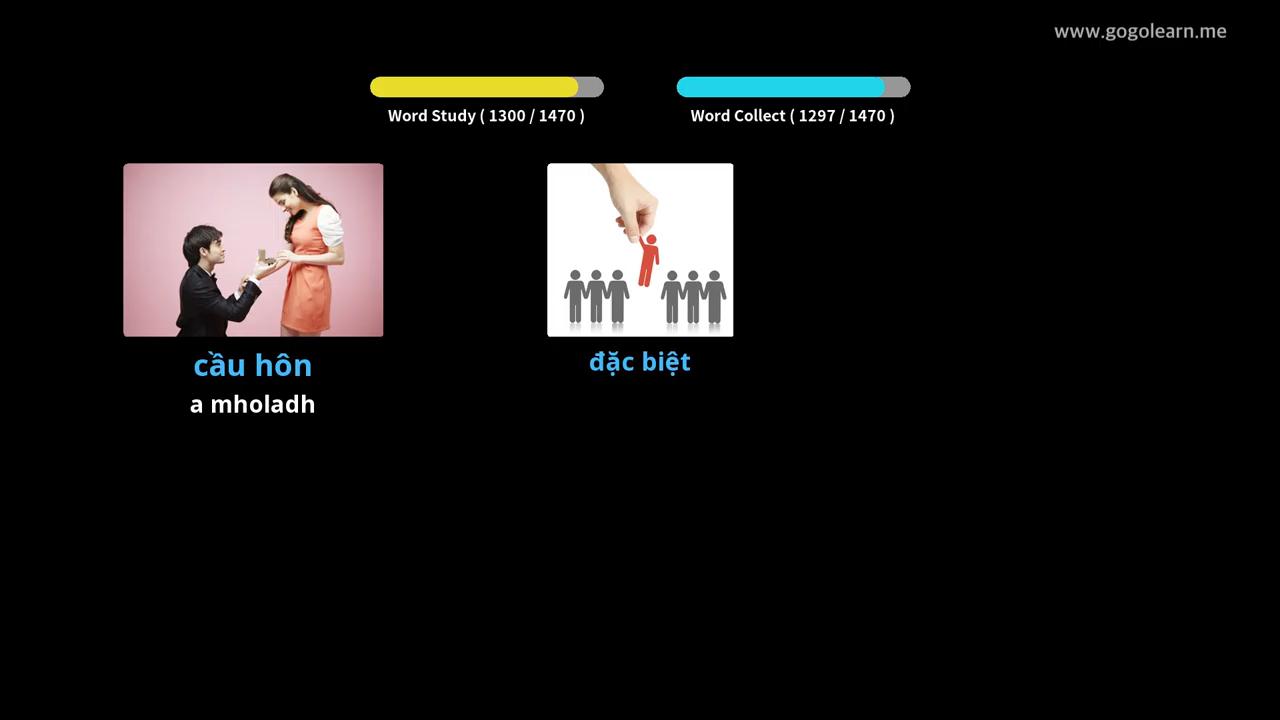 www.gogolearn.me
Word Study ( 1300 / 1470 )
Word Collect ( 1297 / 1470 )
cầu hôn
a mholadh
đặc biệt